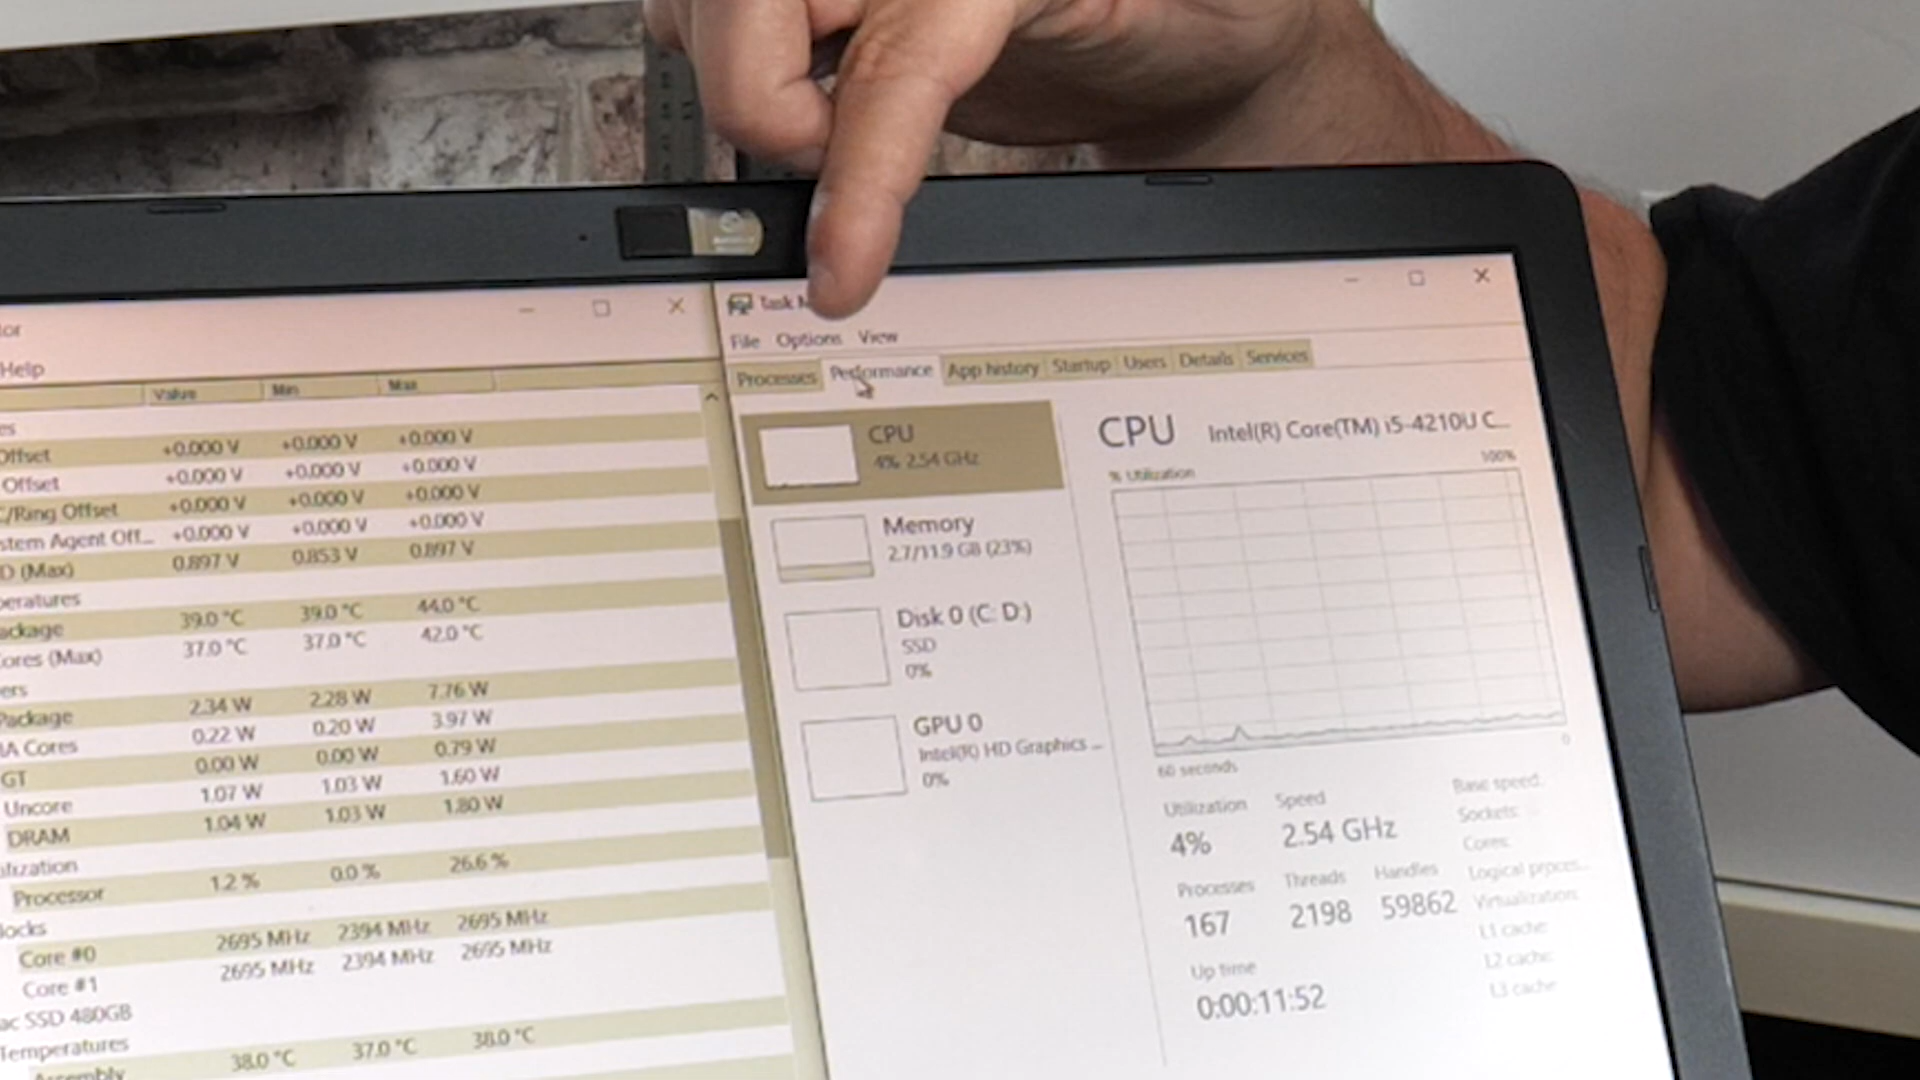 tor
Help
Value Min Max
es
Offset +0.000 V +0.000 V +0.000 V
Offset +0.000 V +0.000 V +0.000 V
C/Ring Offset +0.000 V +0.000 V +0.000 V
stem Agent Off... +0.000 V +0.000 V +0.000 V
D (Max) 0.897 V 0.853 V 0.897 V
peratures
ackage 39.0 °C 39.0 °C 44.0 °C
Cores (Max) 37.0 °C 37.0 °C 42.0 °C
ers
Package 2.34 W 2.28 W 7.76 W
IA Cores 0.22 W 0.20 W 3.97 W
GT 0.00 W 0.00 W 0.79 W
Uncore 1.07 W 1.03 W 1.60 W
DRAM 1.04 W 1.03 W 1.80 W
ilization
Processor 1.2 % 0.0 % 26.6 %
locks
Core #0 2695 MHz 2394 MHz 2695 MHz
Core #1 2695 MHz 2394 MHz 2695 MHz
ac SSD 480GB
Temperatures
Assembly 38.0 °C 37.0 °C 38.0 °C
Task M
File Options View
Processes Performance App history Startup Users Details Services
CPU
4% 2.54 GHz
Memory
2.7/11.9 GB (23%)
Disk 0 (C: D:)
SSD
0%
GPU 0
Intel(R) HD Graphics ...
0%
CPU Intel(R) Core(TM) i5-4210U C...
% Utilization 100%
60 seconds 0
Utilization Speed
4% 2.54 GHz
Processes Threads Handles
167 2198 59862
Up time
0:00:11:52
Base speed:
Sockets:
Cores:
Logical proces...
Virtualization:
L1 cache:
L2 cache:
L3 cache: